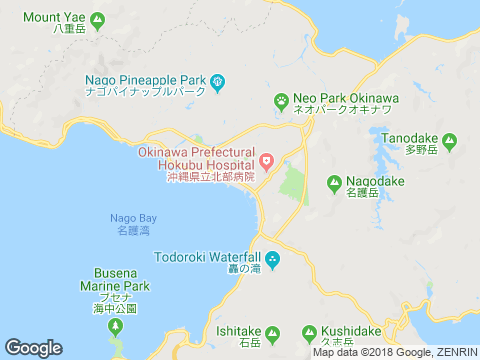 Mount Yae
八重岳
Nago Pineapple Park
ナゴパイナップルパーク
Neo Park Okinawa
ネオパークオキナワ
Tanodake
多野岳
Okinawa Prefectural
Hokubu Hospital
沖縄県立北部病院
Nagodake
名護岳
Nago Bay
名護湾
Todoroki Waterfall
轟の滝
Busena
Marine Park
ブセナ
海中公園
Ishitake
石岳
Kushidake
久志岳
Google
Map data ©2018 Google, ZENRIN